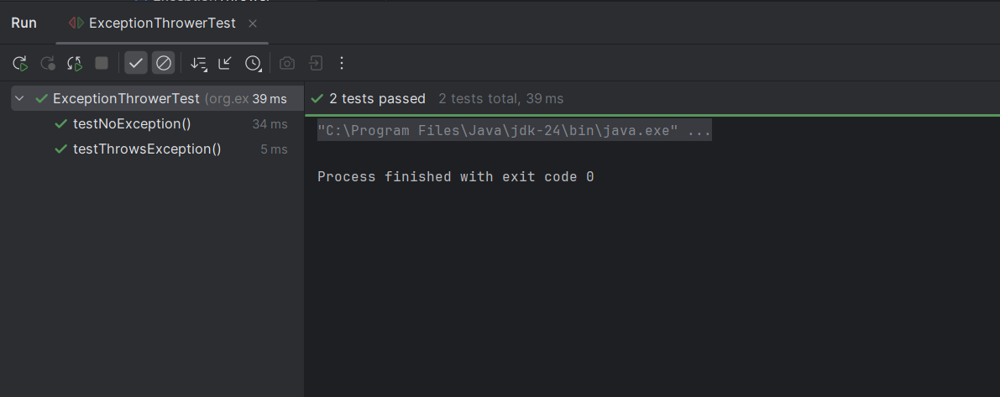 Run ExceptionThrowerTest
ExceptionThrowerTest (org.ex 39 ms
testNoException() 34 ms
testThrowsException() 5 ms
2 tests passed 2 tests total, 39 ms
"C:\Program Files\Java\jdk-24\bin\java.exe" ...
Process finished with exit code 0